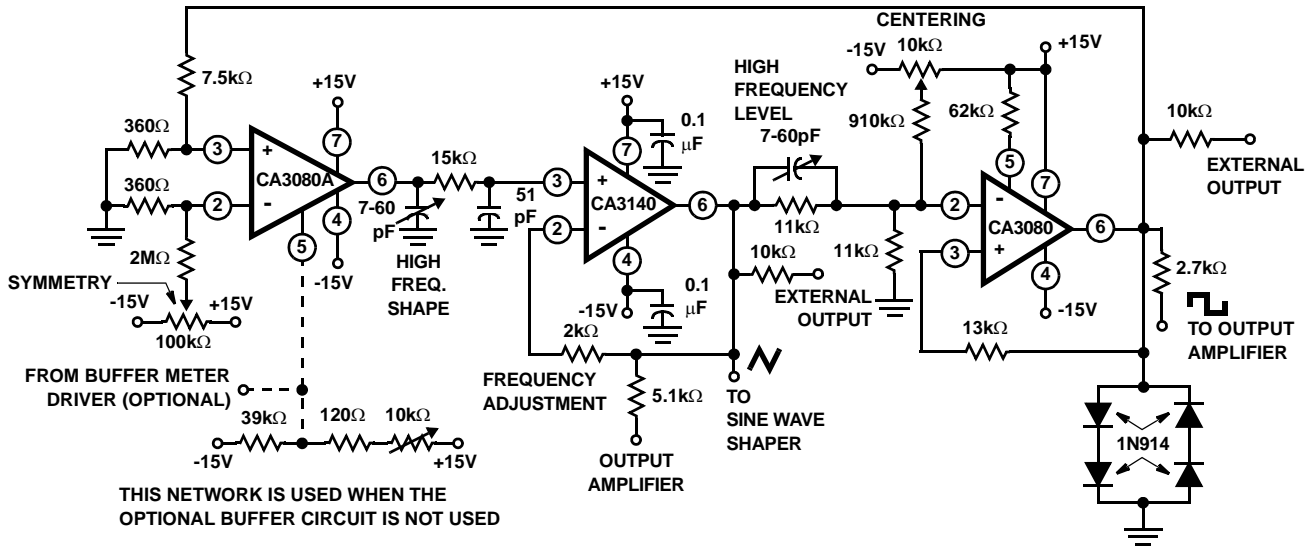 CENTERING
-15V
10kΩ
+15V
7.5kΩ
+15V
+15V
HIGH
FREQUENCY
LEVEL
7-60pF
0.1
μF
910kΩ
62kΩ
10kΩ
EXTERNAL
OUTPUT
360Ω
3
+
7
CA3080A
6
15kΩ
51
pF
3
+
7
CA3140
6
11kΩ
5
7
2
-
CA3080
6
360Ω
2
-
4
5
7-60
pF
2
-
4
11kΩ
3
+
4
2.7kΩ
2MΩ
-15V
HIGH
FREQ.
SHAPE
-15V
0.1
μF
10kΩ
EXTERNAL
OUTPUT
-15V
TO OUTPUT
AMPLIFIER
SYMMETRY
-15V
+15V
100kΩ
2kΩ
13kΩ
FROM BUFFER METER
DRIVER (OPTIONAL)
FREQUENCY
ADJUSTMENT
5.1kΩ
TO
SINE WAVE
SHAPER
39kΩ
120Ω
10kΩ
-15V
+15V
OUTPUT
AMPLIFIER
1N914
THIS NETWORK IS USED WHEN THE
OPTIONAL BUFFER CIRCUIT IS NOT USED